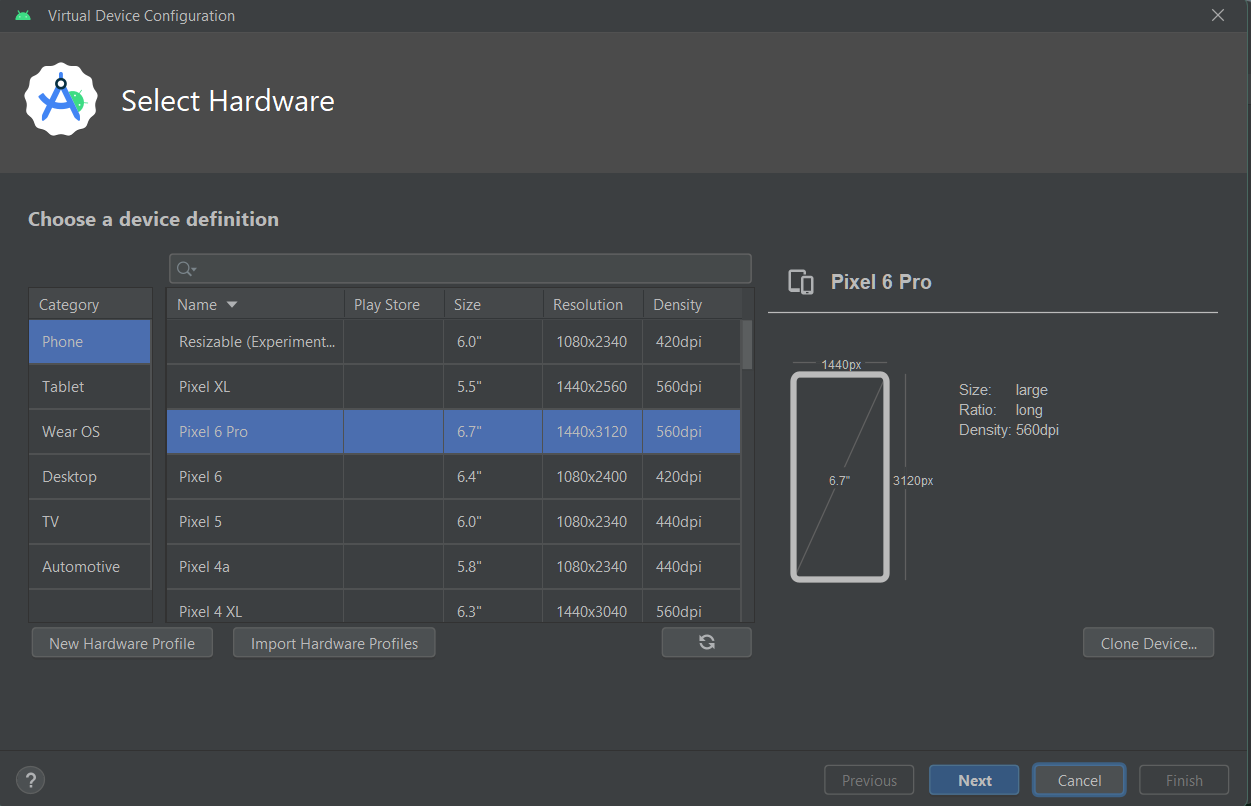 Virtual Device Configuration
Select Hardware
Choose a device definition
Category
Phone
Tablet
Wear OS
Desktop
TV
Automotive
Name Play Store Size Resolution Density
Resizable (Experiment... 6.0" 1080x2340 420dpi
Pixel XL 5.5" 1440x2560 560dpi
Pixel 6 Pro 6.7" 1440x3120 560dpi
Pixel 6 6.4" 1080x2400 420dpi
Pixel 5 6.0" 1080x2340 440dpi
Pixel 4a 5.8" 1080x2340 440dpi
Pixel 4 XL 6.3" 1440x3040 560dpi
New Hardware Profile Import Hardware Profiles
Pixel 6 Pro
1440px
6.7" 3120px
Size: large
Ratio: long
Density: 560dpi
Clone Device...
? Previous Next Cancel Finish